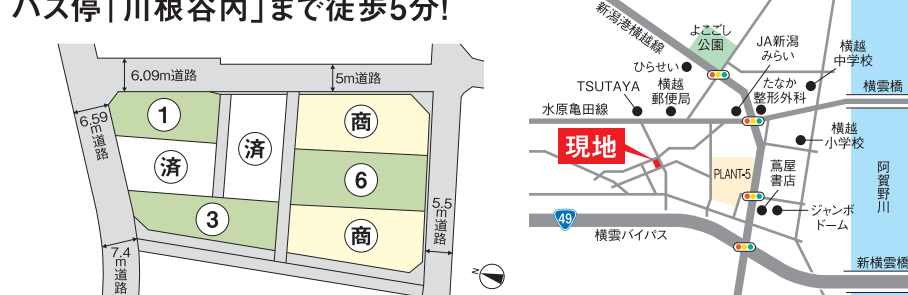 バス停「川根谷内」まで徒歩5分!
6.09m道路
5m道路
6.59m道路
1
済
済
商
6
3
商
5.5m道路
7.4m道路
N
新潟港横越線
よこごし公園
JA新潟みらい
横越中学校
ひらせい
TSUTAYA
横越郵便局
たなか整形外科
横雲橋
水原亀田線
横越小学校
現地
PLANT-5
蔦屋書店
阿賀野川
ジャンボドーム
49
横雲バイパス
新横雲橋